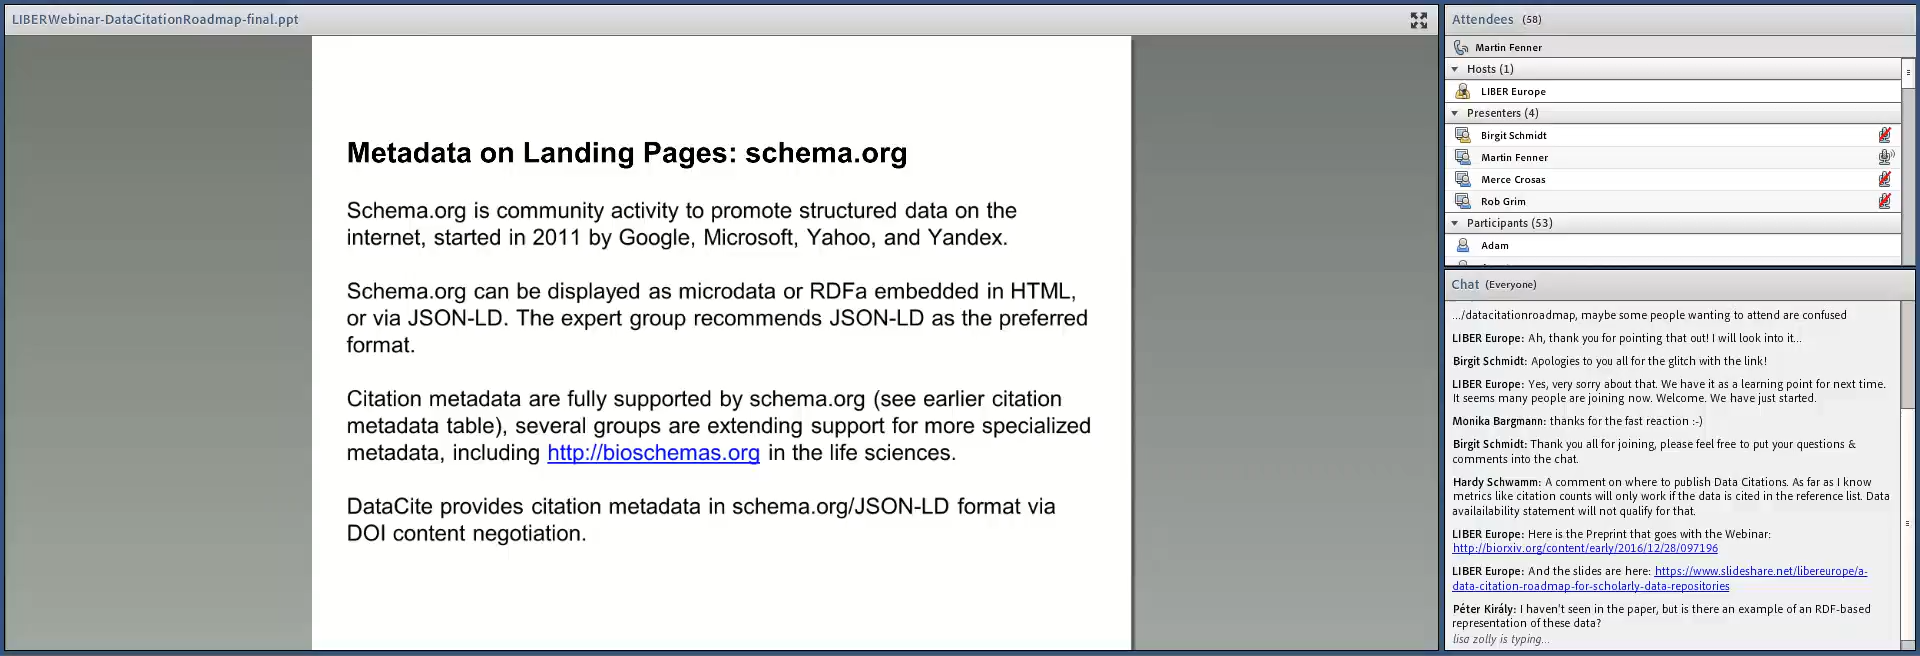 LIBERWebinar-DataCitationRoadmap-final.ppt
Metadata on Landing Pages: schema.org
Schema.org is community activity to promote structured data on the
internet, started in 2011 by Google, Microsoft, Yahoo, and Yandex.
Schema.org can be displayed as microdata or RDFa embedded in HTML,
or via JSON-LD. The expert group recommends JSON-LD as the preferred
format.
Citation metadata are fully supported by schema.org (see earlier citation
metadata table), several groups are extending support for more specialized
metadata, including http://bioschemas.org in the life sciences.
DataCite provides citation metadata in schema.org/JSON-LD format via
DOI content negotiation.
Attendees (58)
Martin Fenner
Hosts (1)
LIBER Europe
Presenters (4)
Birgit Schmidt
Martin Fenner
Merce Crosas
Rob Grim
Participants (53)
Adam
Chat (Everyone)
.../datacitationroadmap, maybe some people wanting to attend are confused
LIBER Europe: Ah, thank you for pointing that out! I will look into it...
Birgit Schmidt: Apologies to you all for the glitch with the link!
LIBER Europe: Yes, very sorry about that. We have it as a learning point for next time.
It seems many people are joining now. Welcome. We have just started.
Monika Bargmann: thanks for the fast reaction :-)
Birgit Schmidt: Thank you all for joining, please feel free to put your questions &
comments into the chat.
Hardy Schwamm: A comment on where to publish Data Citations. As far as I know
metrics like citation counts will only work if the data is cited in the reference list. Data
availaibility statement will not qualify for that.
LIBER Europe: Here is the Preprint that goes with the Webinar:
http://biorxiv.org/content/early/2016/12/28/097196
LIBER Europe: And the slides are here: https://www.slideshare.net/libereurope/a-
data-citation-roadmap-for-scholarly-data-repositories
Péter Király: I haven't seen in the paper, but is there an example of an RDF-based
representation of these data?
lisa zolly is typing...